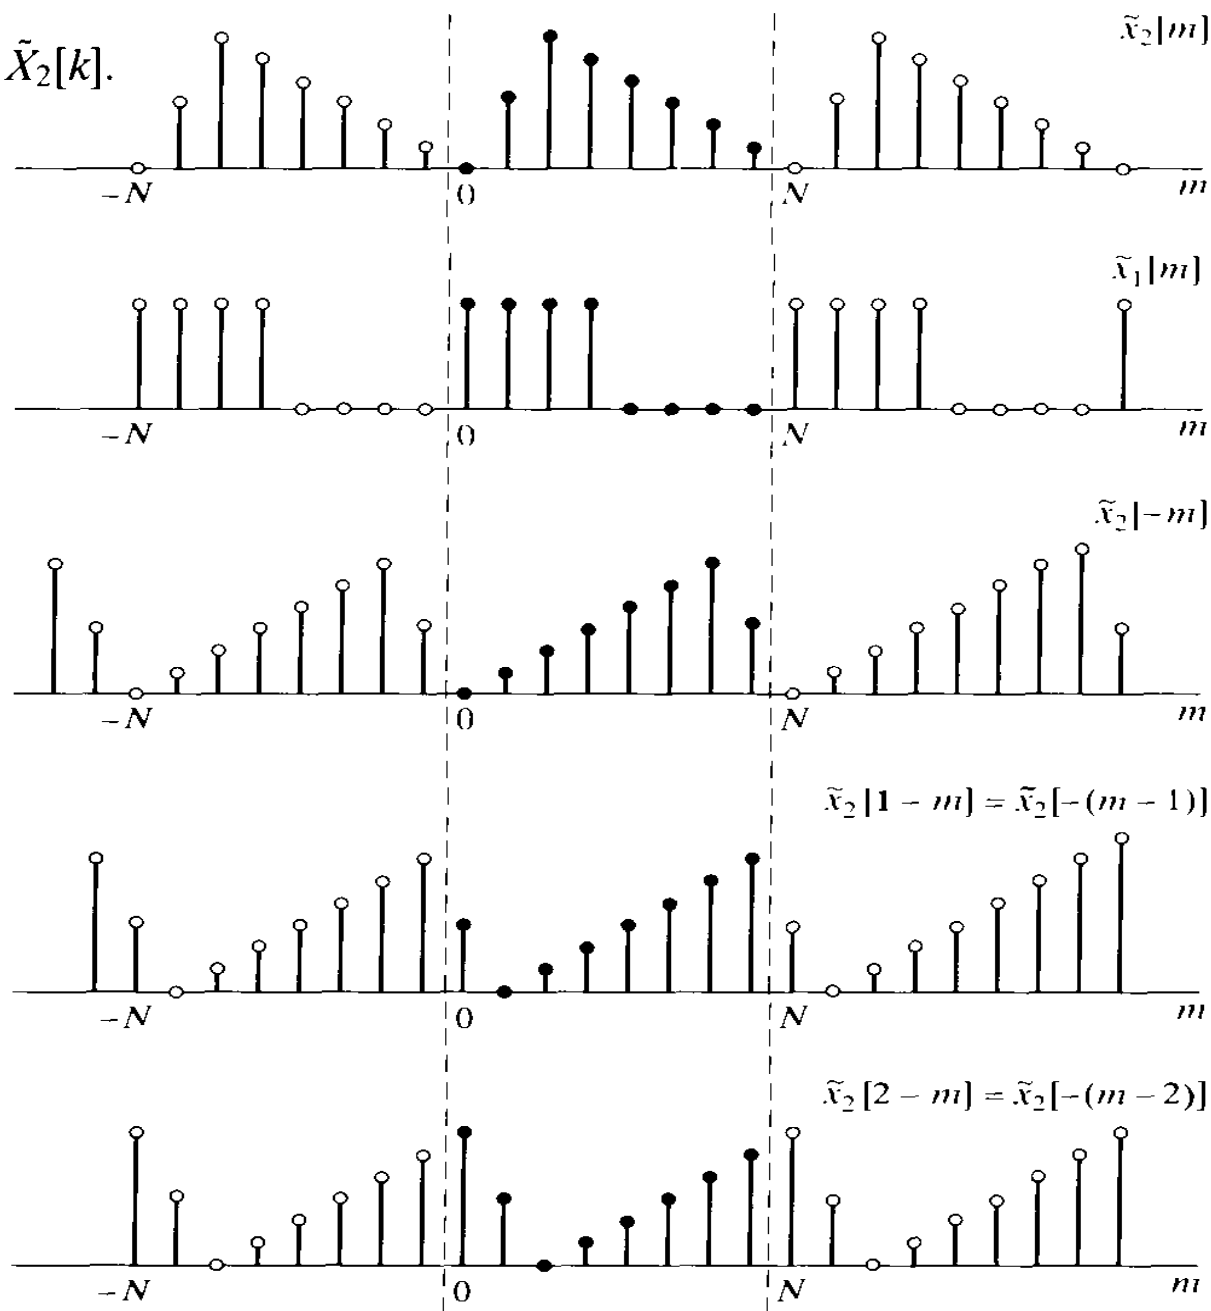 x̃₂[m]
X̃₂[k].
−N 0 N m
x̃₁[m]
−N 0 N m
x̃₂[−m]
−N 0 N m
x̃₂[1 − m] = x̃₂[−(m − 1)]
−N 0 N m
x̃₂[2 − m] = x̃₂[−(m − 2)]
−N 0 N m